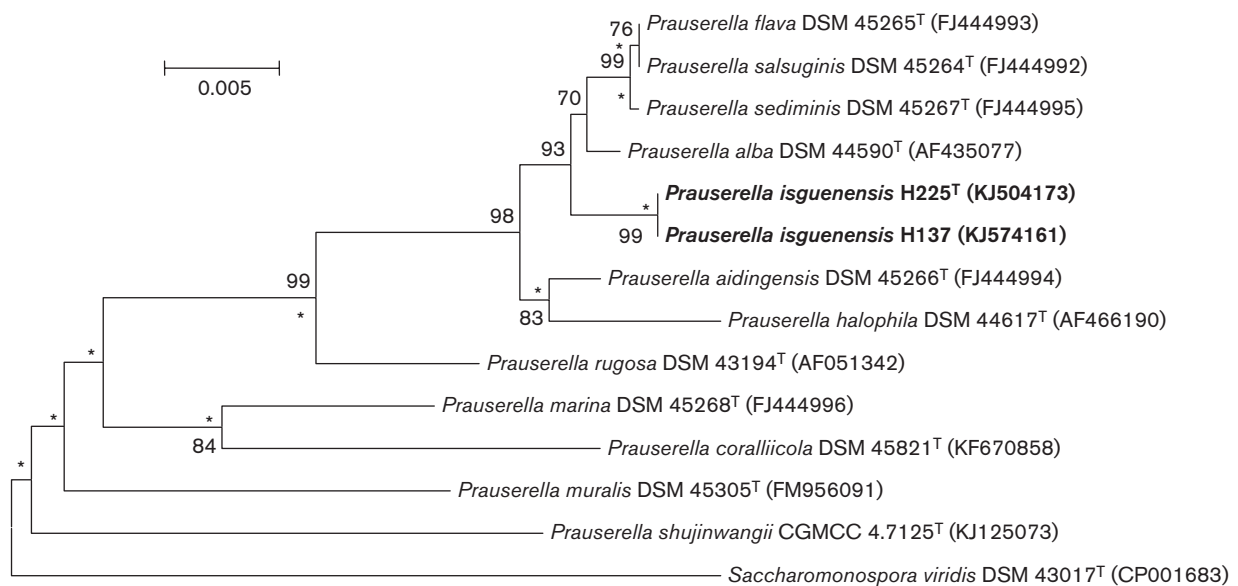 76
Prauserella flava DSM 45265ᵀ (FJ444993)
*
99
Prauserella salsuginis DSM 45264ᵀ (FJ444992)
0.005
*
70
Prauserella sediminis DSM 45267ᵀ (FJ444995)
93
Prauserella alba DSM 44590ᵀ (AF435077)
Prauserella isguenensis H225ᵀ (KJ504173)
*
98
99
Prauserella isguenensis H137 (KJ574161)
99
Prauserella aidingensis DSM 45266ᵀ (FJ444994)
*
*
83
Prauserella halophila DSM 44617ᵀ (AF466190)
*
Prauserella rugosa DSM 43194ᵀ (AF051342)
*
*
Prauserella marina DSM 45268ᵀ (FJ444996)
84
Prauserella coralliicola DSM 45821ᵀ (KF670858)
*
Prauserella muralis DSM 45305ᵀ (FM956091)
Prauserella shujinwangii CGMCC 4.7125ᵀ (KJ125073)
Saccharomonospora viridis DSM 43017ᵀ (CP001683)